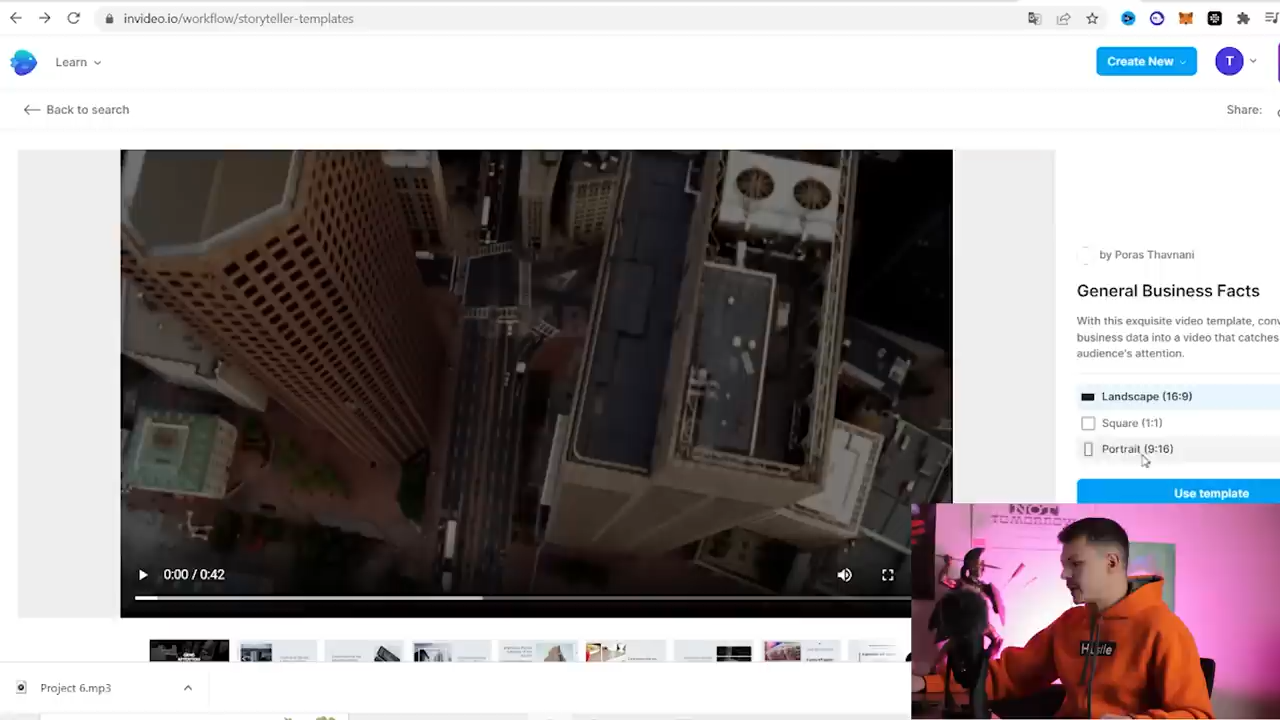 invideo.io/workflow/storyteller-templates
Learn
Create New
T
Back to search
Share:
by Poras Thavnani
General Business Facts
With this exquisite video template, conv
business data into a video that catches
audience's attention.
Landscape (16:9)
Square (1:1)
Portrait (9:16)
Use template
0:00 / 0:42
NOT
TOMORROW
Hustle
Project 6.mp3